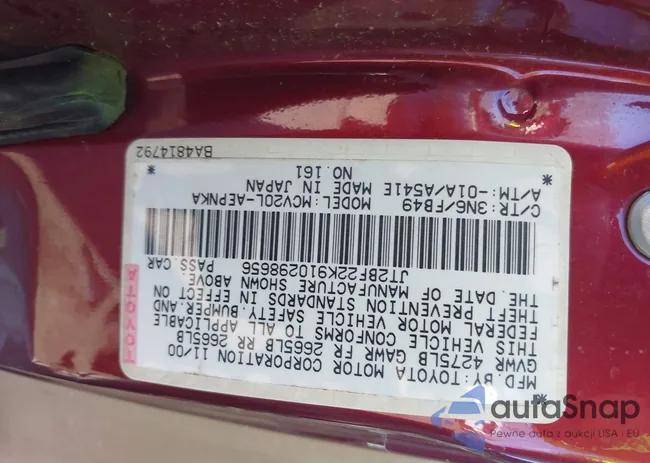 MFD. BY: TOYOTA MOTOR CORPORATION 11/00
GVWR 4275LB GAWR FR 2665LB RR 2665LB
THIS VEHICLE CONFORMS TO ALL APPLICABLE
FEDERAL MOTOR VEHICLE SAFETY, BUMPER, AND
THEFT PREVENTION STANDARDS IN EFFECT ON
THE DATE OF MANUFACTURE SHOWN ABOVE.
JT2BF22K910298656 PASS. CAR
TOYOTA
C/TR: 3N6/FB49 MODEL: MCV20L-AEPNKA
A/TM: -01A/A541E MADE IN JAPAN
NO. 161
BA4814792
autoSnap
Pewne auta z aukcji USA i EU